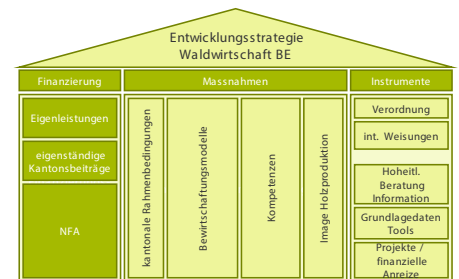 Entwicklungsstrategie
Waldwirtschaft BE
Finanzierung
Massnahmen
Instrumente
Eigenleistungen
eigenständige
Kantonsbeiträge
NFA
kantonale Rahmenbedingungen
Bewirtschaftungsmodelle
Kompetenzen
Image Holzproduktion
Verordnung
int. Weisungen
Hoheitl.
Beratung
Information
Grundlagedaten
Tools
Projekte /
finanzielle
Anreize